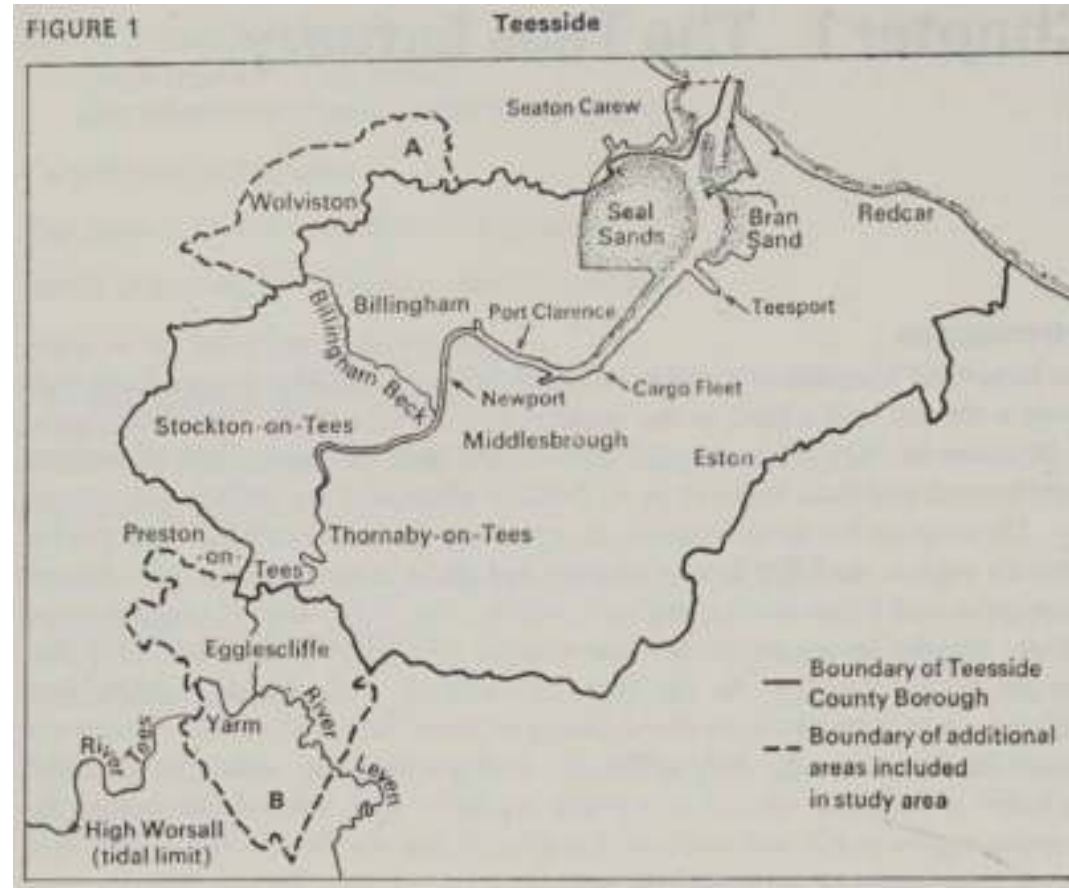 FIGURE 1
Teesside
Seaton Carew
A
Wolviston
Seal
Sands
Bran
Sand
Redcar
Billingham
Port Clarence
Teesport
Billingham Beck
Newport
Cargo Fleet
Stockton-on-Tees
Middlesbrough
Eston
Preston
-on-
Tees
Thornaby-on-Tees
Egglescliffe
Yarm
River
Leven
River Tees
B
High Worsall
(tidal limit)
Boundary of Teesside
County Borough
Boundary of additional
areas included
in study area